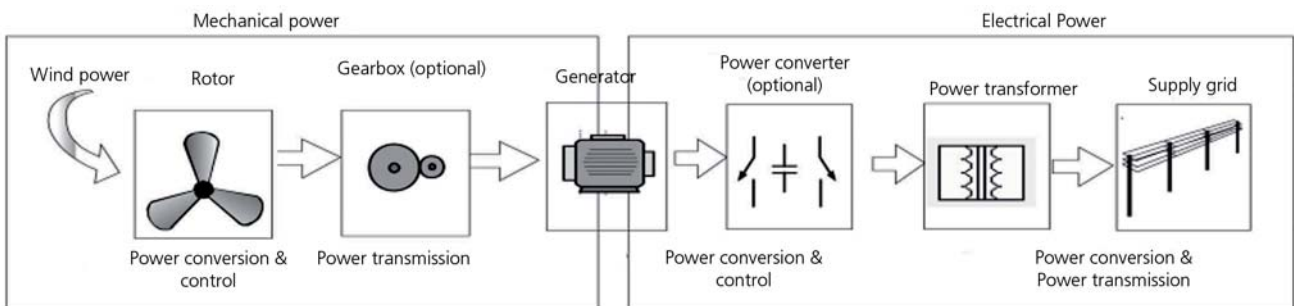 Mechanical power
Electrical Power
Wind power
Rotor
Gearbox (optional)
Generator
Power converter
(optional)
Power transformer
Supply grid
Power conversion &
control
Power transmission
Power conversion &
control
Power conversion &
Power transmission